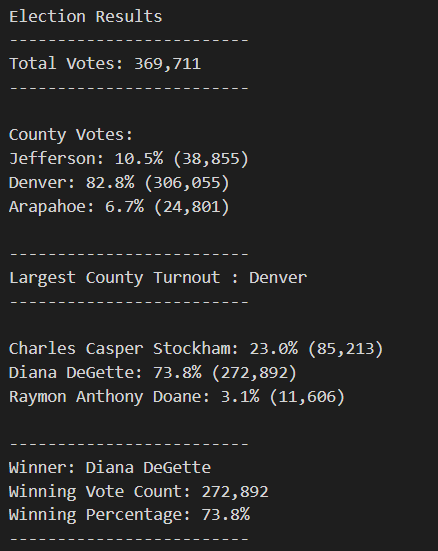 Election Results
-------------------------
Total Votes: 369,711
-------------------------
County Votes:
Jefferson: 10.5% (38,855)
Denver: 82.8% (306,055)
Arapahoe: 6.7% (24,801)
-------------------------
Largest County Turnout : Denver
-------------------------
Charles Casper Stockham: 23.0% (85,213)
Diana DeGette: 73.8% (272,892)
Raymon Anthony Doane: 3.1% (11,606)
-------------------------
Winner: Diana DeGette
Winning Vote Count: 272,892
Winning Percentage: 73.8%
-------------------------